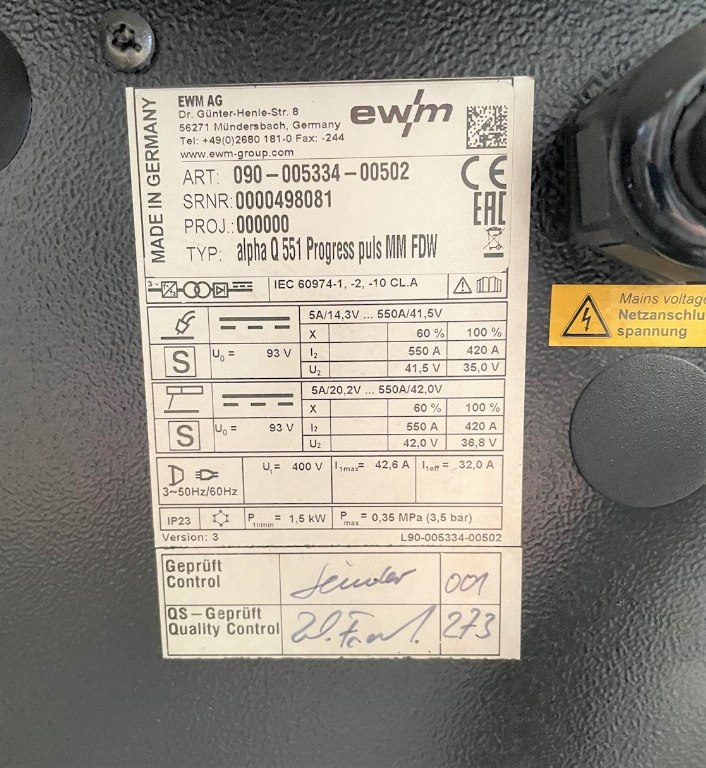 MADE IN GERMANY
EWM AG
Dr. Günter-Henle-Str. 8
56271 Mündersbach, Germany
Tel: +49(0)2680 181-0 Fax: -244
www.ewm-group.com
ewm
ART: 090-005334-00502
SRNR: 0000498081
PROJ.: 000000
TYP: alpha Q 551 Progress puls MM FDW
CE
EAC
3~
IEC 60974-1, -2, -10 CL.A
5A/14,3V ... 550A/41,5V
X 60 % 100 %
S U0 = 93 V I2 550 A 420 A
U2 41,5 V 35,0 V
5A/20,2V ... 550A/42,0V
X 60 % 100 %
S U0 = 93 V I2 550 A 420 A
U2 42,0 V 36,8 V
U1= 400 V I1max= 42,6 A I1eff= 32,0 A
3~50Hz/60Hz
IP23 P1l/min = 1,5 kW Pmax = 0,35 MPa (3,5 bar)
Version: 3 L90-005334-00502
Geprüft
Control 001
QS-Geprüft
Quality Control 273
Mains voltage
Netzanschlu
spannung